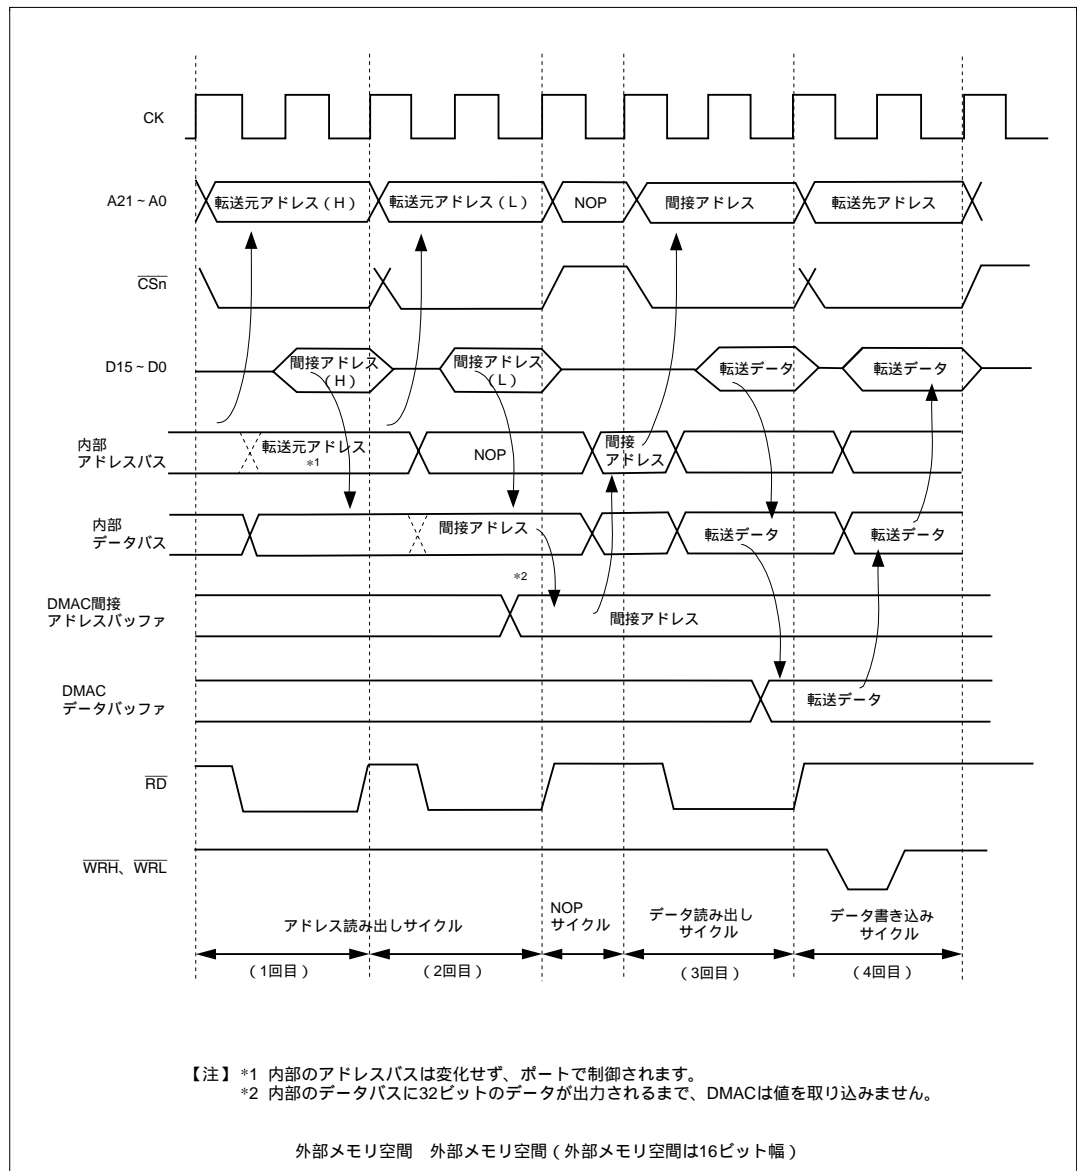 CK
A21~A0
転送元アドレス(H)
転送元アドレス(L)
NOP
間接アドレス
転送先アドレス
CSn
D15~D0
間接アドレス
(H)
間接アドレス
(L)
転送データ
転送データ
内部
アドレスバス
転送元アドレス
*1
NOP
間接
アドレス
内部
データバス
間接アドレス
転送データ
転送データ
*2
DMAC間接
アドレスバッファ
間接アドレス
DMAC
データバッファ
転送データ
RD
WRH、WRL
アドレス読み出しサイクル
NOP
サイクル
データ読み出し
サイクル
データ書き込み
サイクル
(1回目)
(2回目)
(3回目)
(4回目)
【注】*1 内部のアドレスバスは変化せず、ポートで制御されます。
*2 内部のデータバスに32ビットのデータが出力されるまで、DMACは値を取り込みません。
外部メモリ空間 外部メモリ空間(外部メモリ空間は16ビット幅)